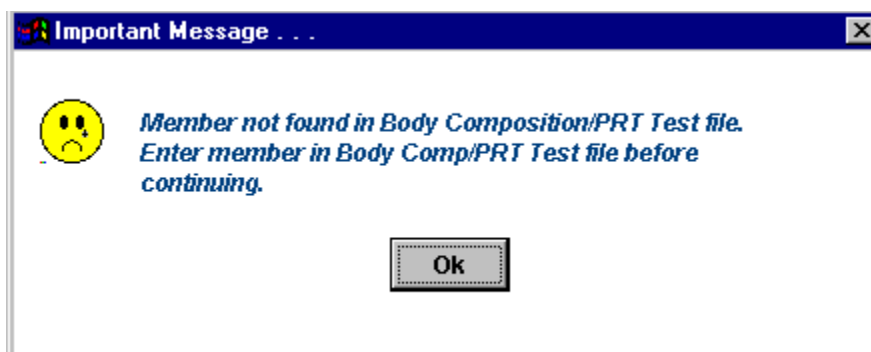 Important Message . . .
Member not found in Body Composition/PRT Test file.
Enter member in Body Comp/PRT Test file before
continuing.
Ok